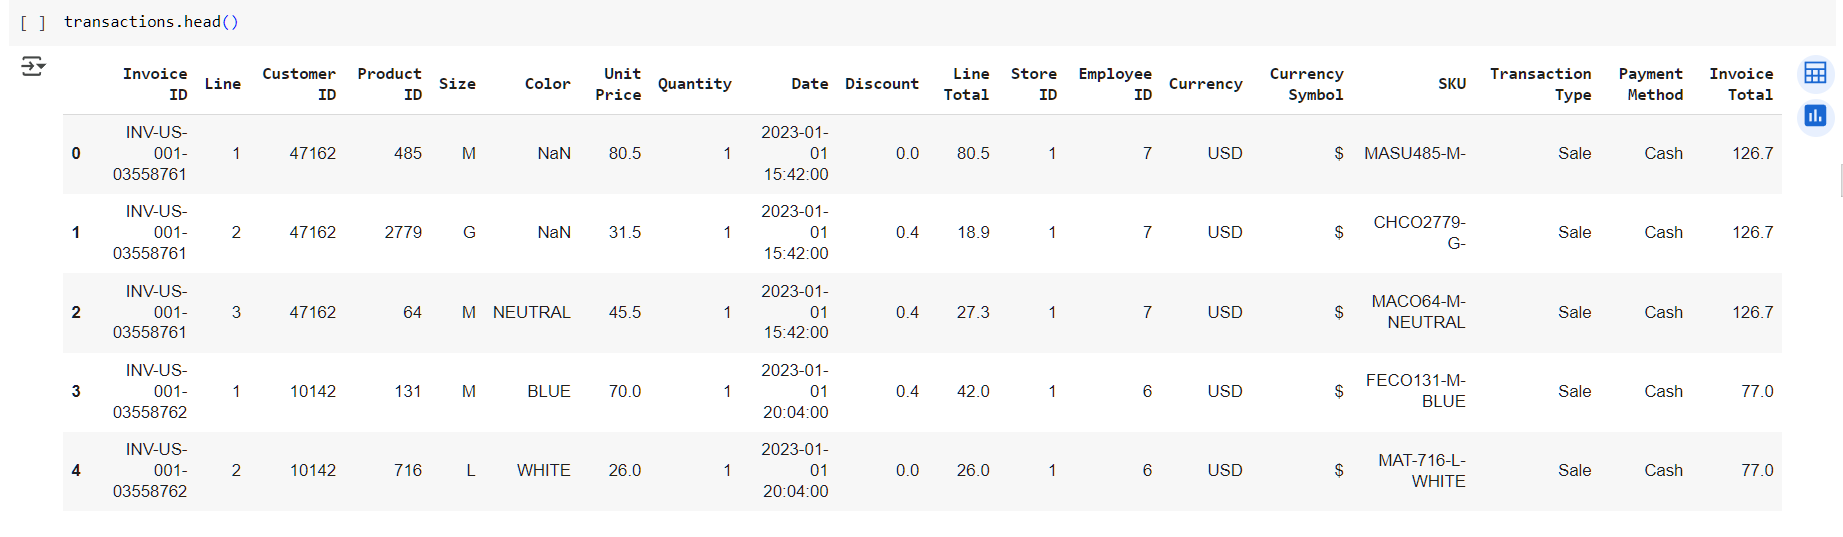 [ ] transactions.head()
Invoice ID Line Customer ID Product ID Size Color Unit Price Quantity Date Discount Line Total Store ID Employee ID Currency Currency Symbol SKU Transaction Type Payment Method Invoice Total
0 INV-US-001-03558761 1 47162 485 M NaN 80.5 1 2023-01-01 15:42:00 0.0 80.5 1 7 USD $ MASU485-M- Sale Cash 126.7
1 INV-US-001-03558761 2 47162 2779 G NaN 31.5 1 2023-01-01 15:42:00 0.4 18.9 1 7 USD $ CHCO2779-G- Sale Cash 126.7
2 INV-US-001-03558761 3 47162 64 M NEUTRAL 45.5 1 2023-01-01 15:42:00 0.4 27.3 1 7 USD $ MACO64-M-NEUTRAL Sale Cash 126.7
3 INV-US-001-03558762 1 10142 131 M BLUE 70.0 1 2023-01-01 20:04:00 0.4 42.0 1 6 USD $ FECO131-M-BLUE Sale Cash 77.0
4 INV-US-001-03558762 2 10142 716 L WHITE 26.0 1 2023-01-01 20:04:00 0.0 26.0 1 6 USD $ MAT-716-L-WHITE Sale Cash 77.0